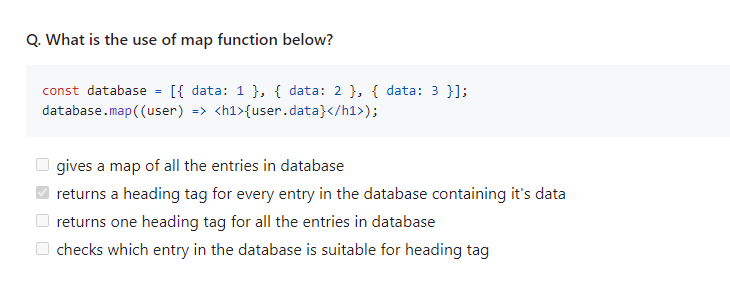 Q. What is the use of map function below?
const database = [{ data: 1 }, { data: 2 }, { data: 3 }];
database.map((user) => <h1>{user.data}</h1>);
gives a map of all the entries in database
returns a heading tag for every entry in the database containing it's data
returns one heading tag for all the entries in database
checks which entry in the database is suitable for heading tag